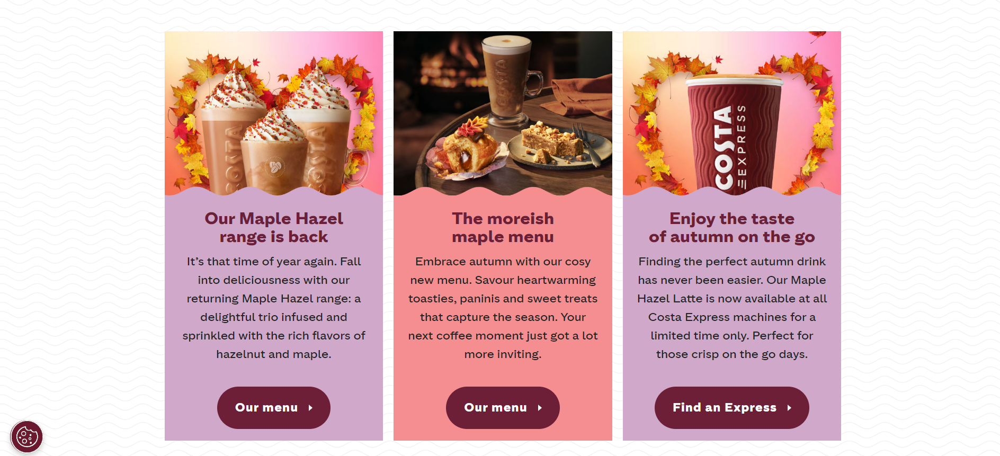 COSTA
COSTA
COSTA
COSTA
EXPRESS
Our Maple Hazel
range is back
It’s that time of year again. Fall
into deliciousness with our
returning Maple Hazel range: a
delightful trio infused and
sprinkled with the rich flavors of
hazelnut and maple.
Our menu
The moreish
maple menu
Embrace autumn with our cosy
new menu. Savour heartwarming
toasties, paninis and sweet treats
that capture the season. Your
next coffee moment just got a lot
more inviting.
Our menu
Enjoy the taste
of autumn on the go
Finding the perfect autumn drink
has never been easier. Our Maple
Hazel Latte is now available at all
Costa Express machines for a
limited time only. Perfect for
those crisp on the go days.
Find an Express